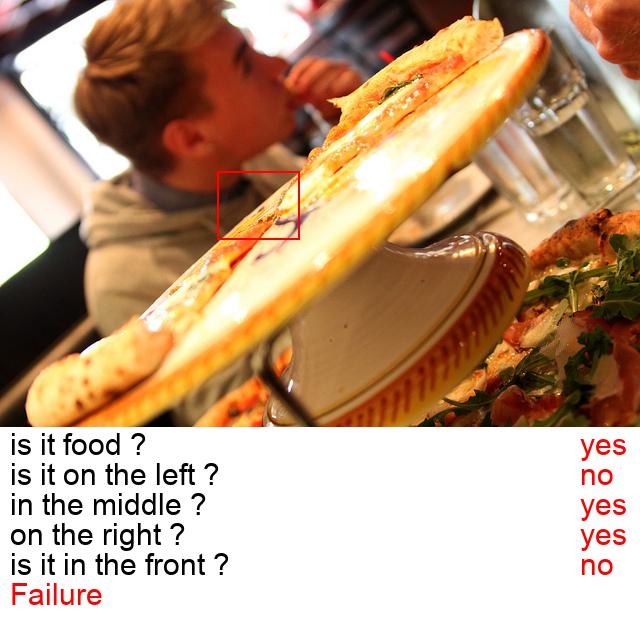 is it food ? yes
is it on the left ? no
in the middle ? yes
on the right ? yes
is it in the front ? no
Failure